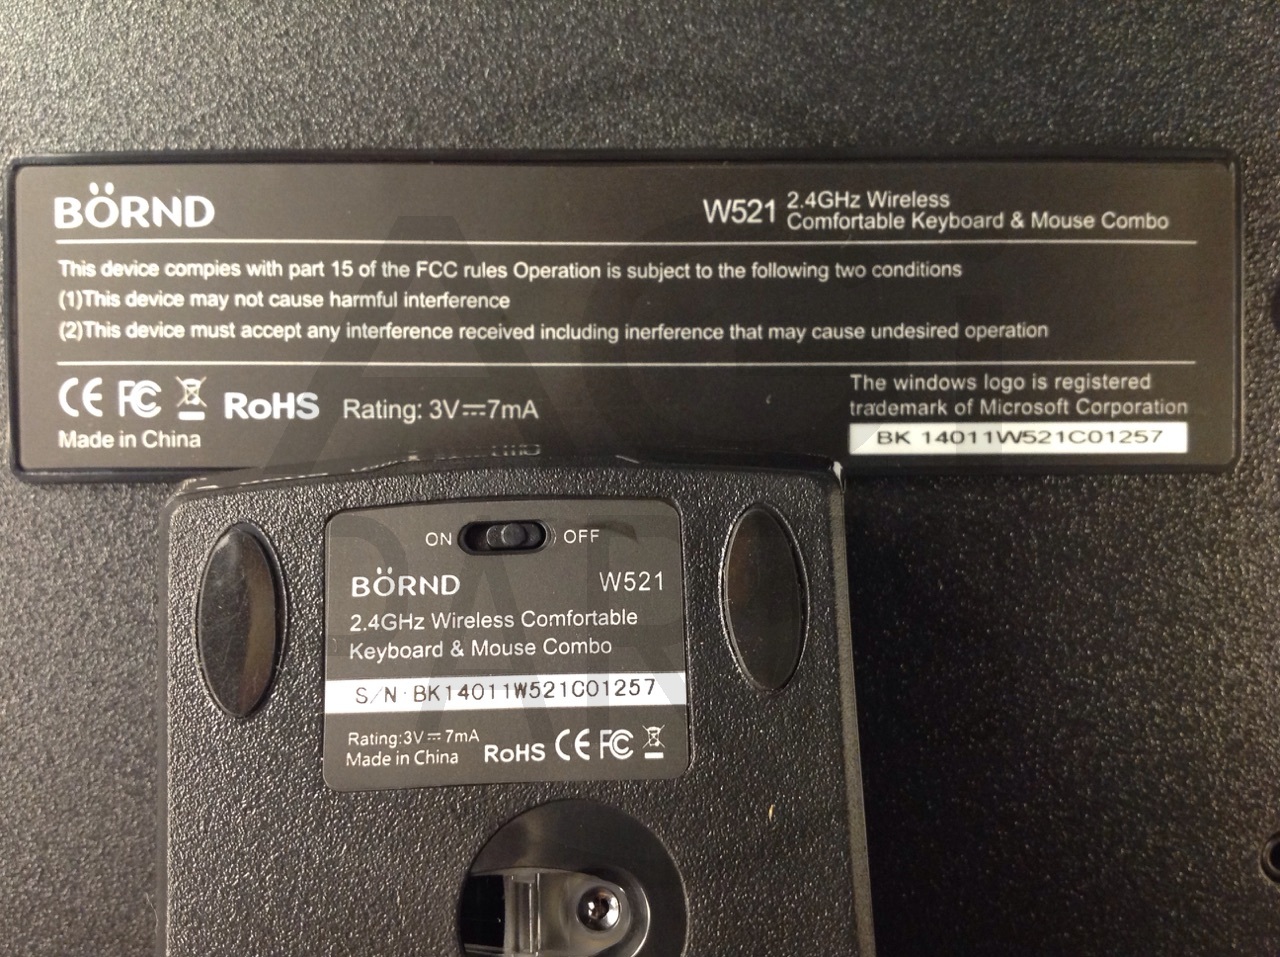 BÖRND
W521 2.4GHz Wireless
Comfortable Keyboard & Mouse Combo
This device compies with part 15 of the FCC rules Operation is subject to the following two conditions
(1)This device may not cause harmful interference
(2)This device must accept any interference received including inerference that may cause undesired operation
CE FC RoHS Rating: 3V⎓7mA
Made in China
The windows logo is registered
trademark of Microsoft Corporation
BK 14011W521C01257
ON OFF
BÖRND W521
2.4GHz Wireless Comfortable
Keyboard & Mouse Combo
S/N:BK14011W521C01257
Rating:3V⎓7mA
Made in China
RoHS CE FC